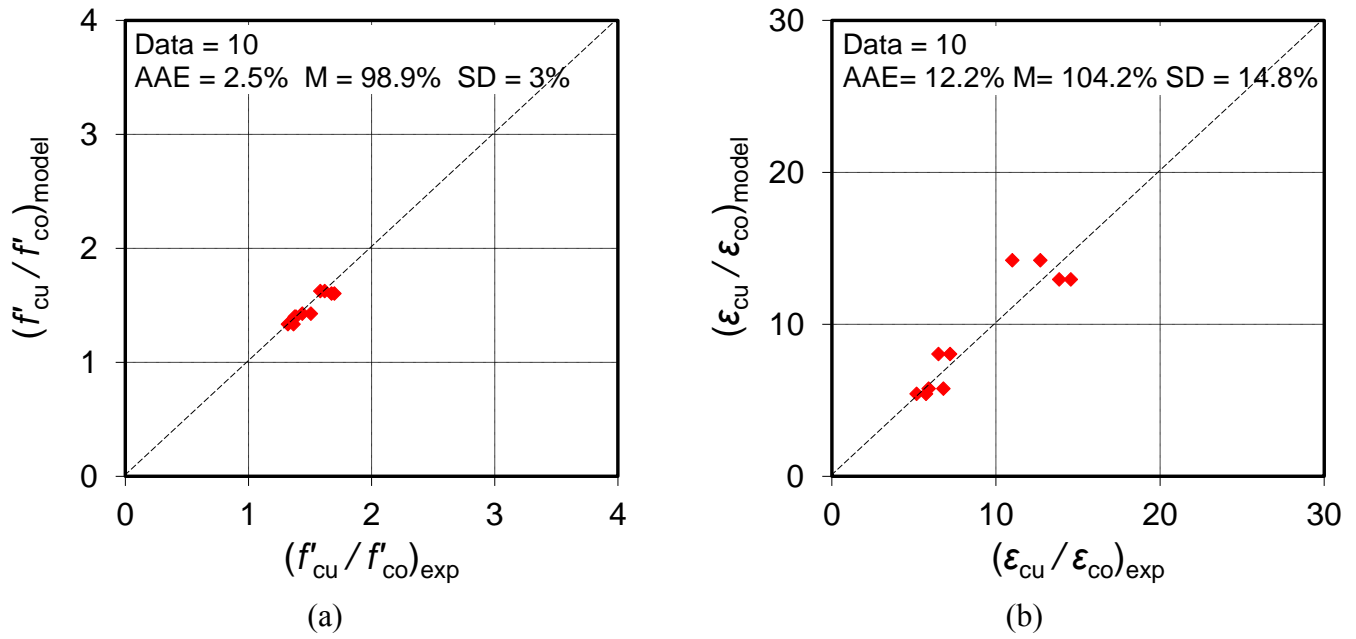 Data = 10
AAE = 2.5% M = 98.9% SD = 3%
4
3
2
1
0
0 1 2 3 4
(f'cu / f'co)model
(f'cu / f'co)exp
(a)
Data = 10
AAE= 12.2% M= 104.2% SD = 14.8%
30
20
10
0
0 10 20 30
(εcu / εco)model
(εcu / εco)exp
(b)